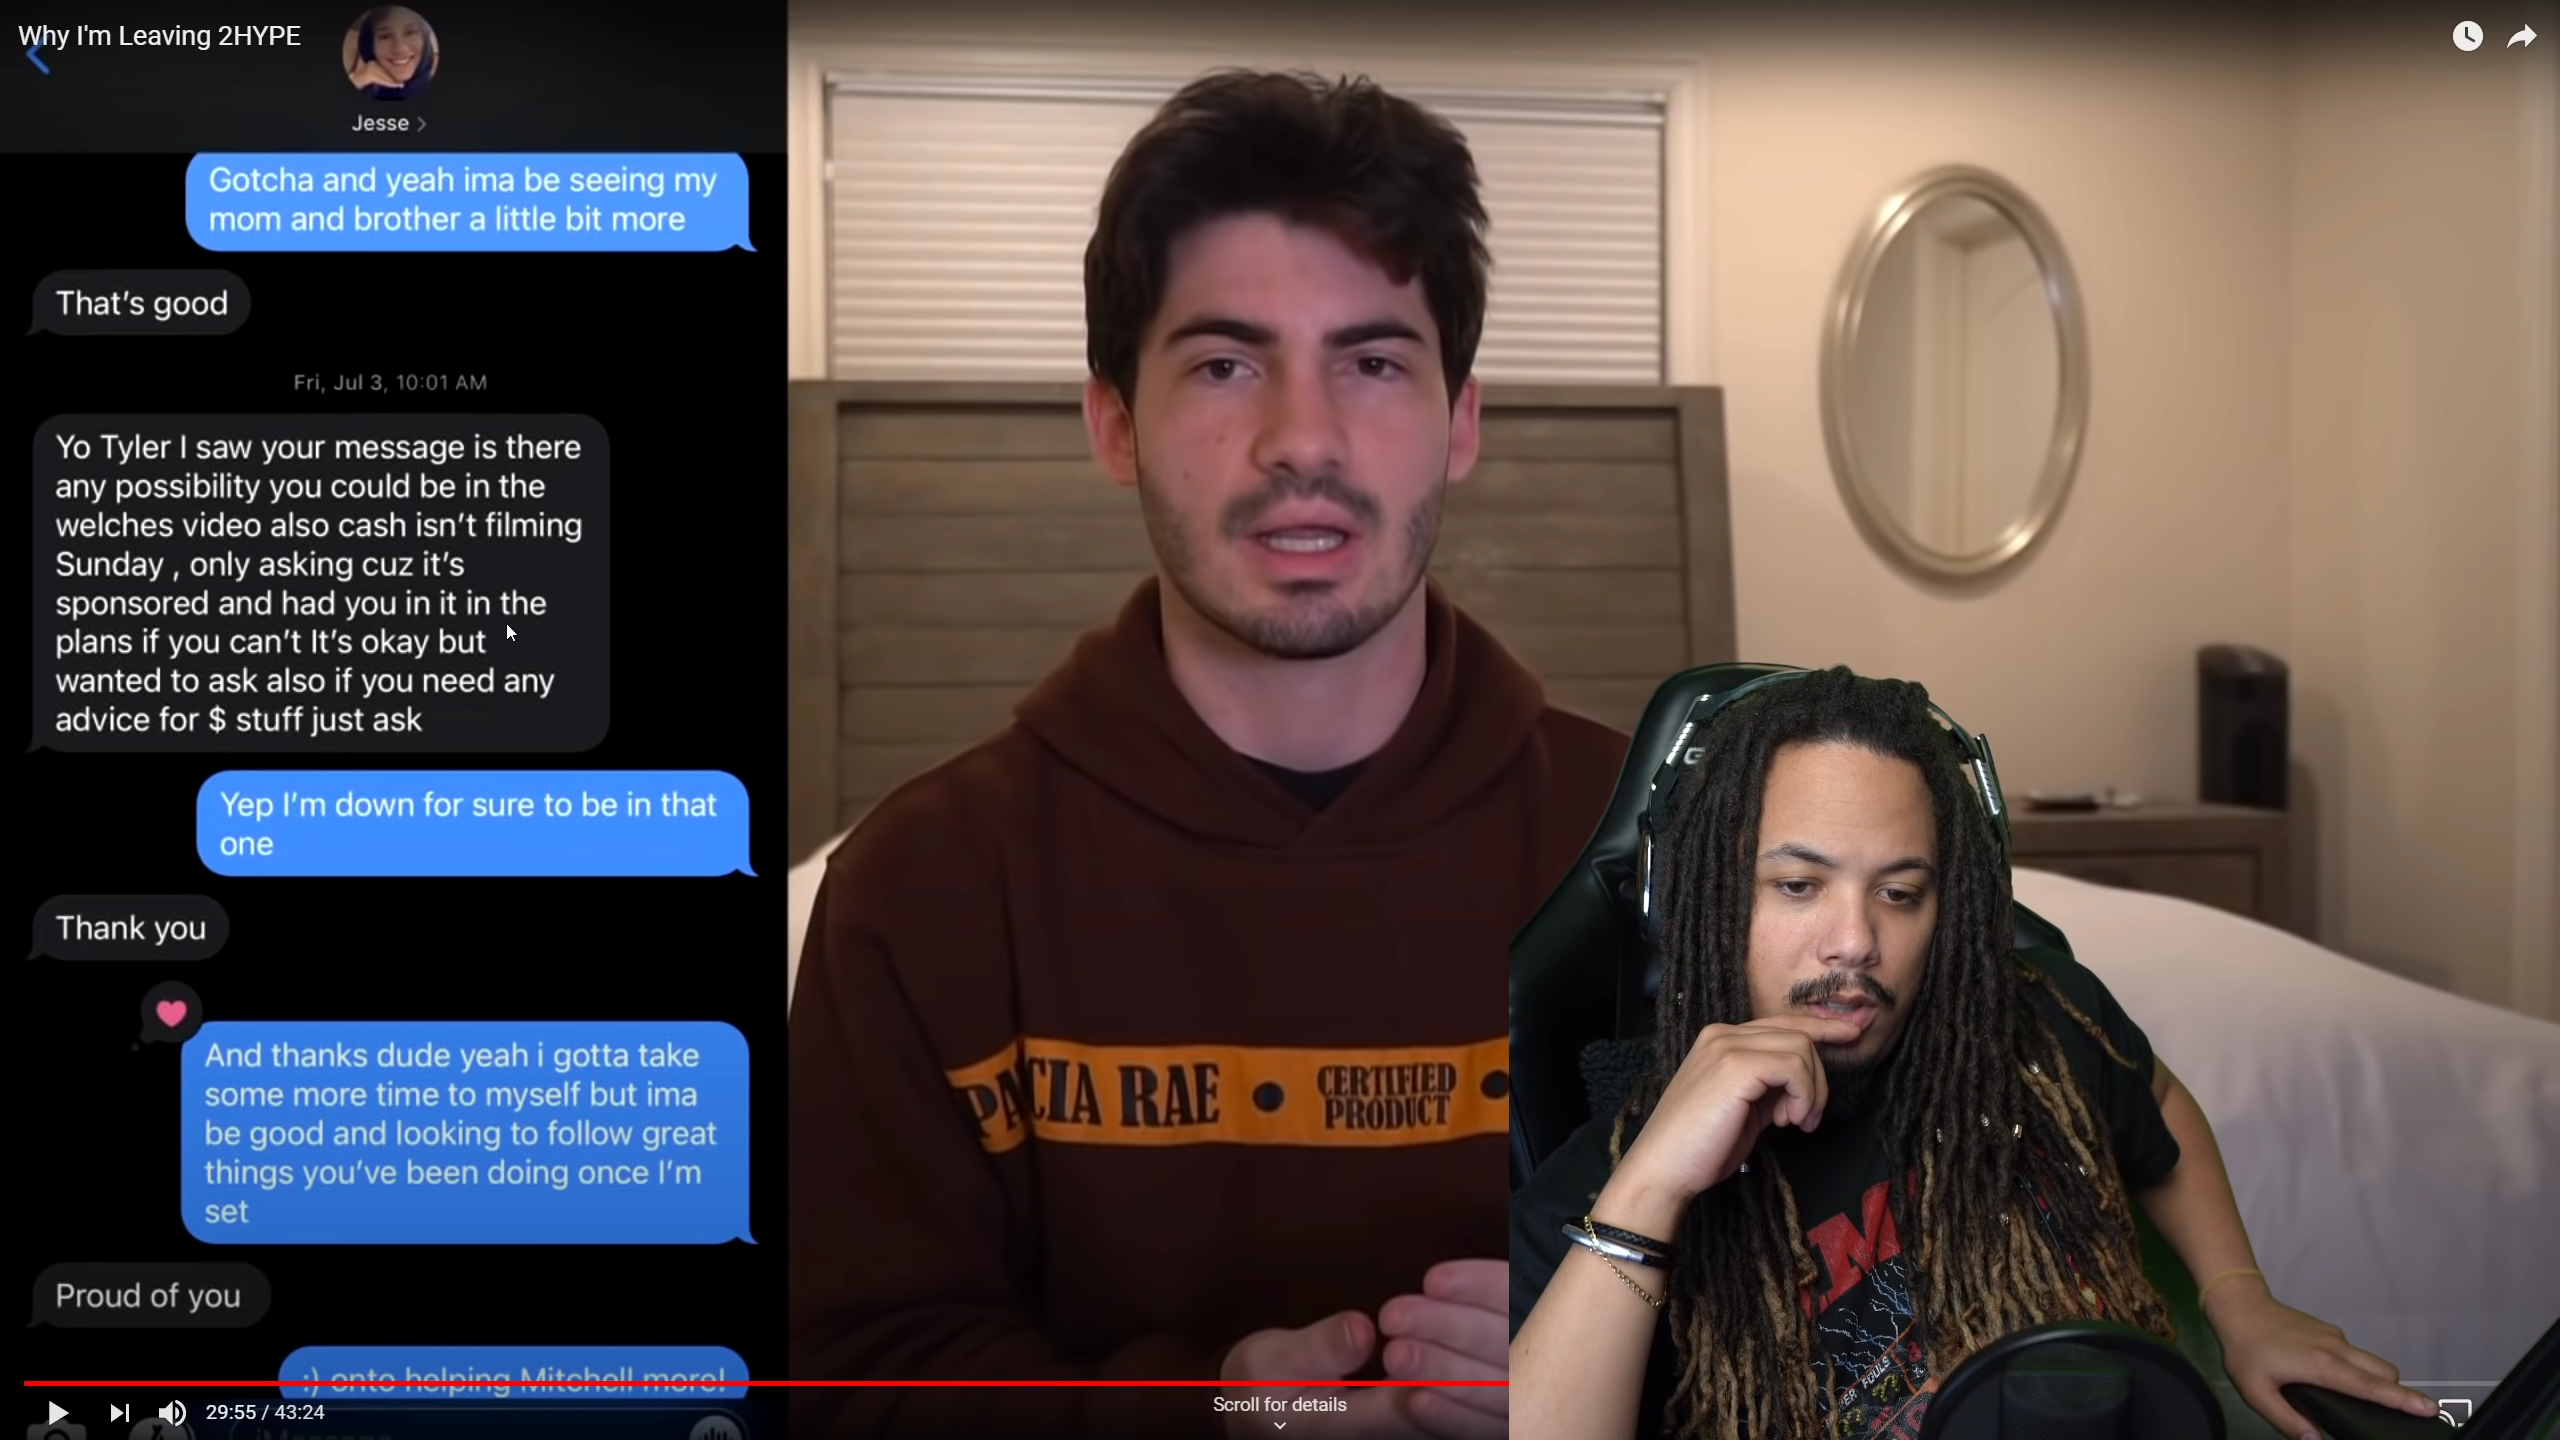 Why I'm Leaving 2HYPE
Jesse
Gotcha and yeah ima be seeing my
mom and brother a little bit more
That's good
Fri, Jul 3, 10:01 AM
Yo Tyler I saw your message is there
any possibility you could be in the
welches video also cash isn't filming
Sunday , only asking cuz it's
sponsored and had you in it in the
plans if you can't It's okay but
wanted to ask also if you need any
advice for $ stuff just ask
Yep I'm down for sure to be in that
one
Thank you
And thanks dude yeah i gotta take
some more time to myself but ima
be good and looking to follow great
things you've been doing once I'm
set
Proud of you
:) onto helping Mitchell more!
iMessage
29:55 / 43:24
Scroll for details
PACIA RAE • CERTIFIED
PRODUCT
G